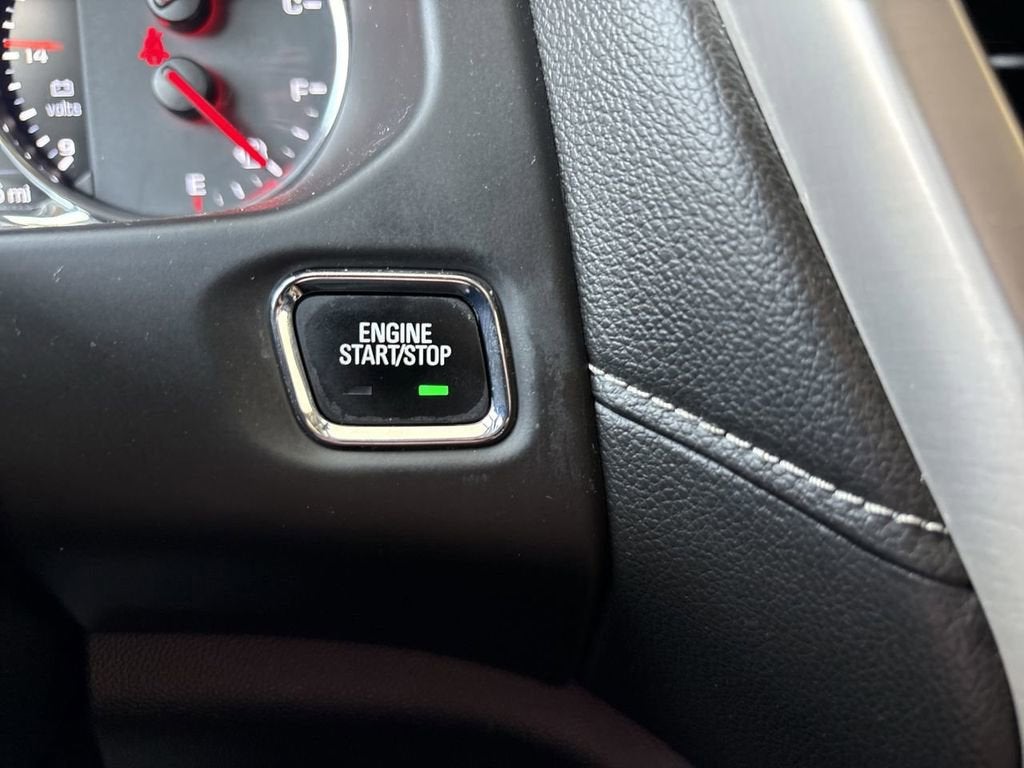 C
14
volts
F
9
E
mi
ENGINE
START/STOP